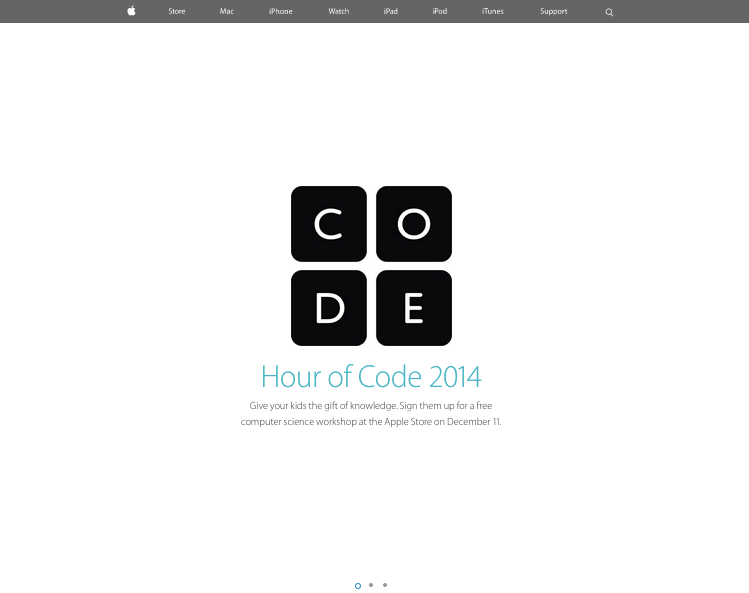 Store Mac iPhone Watch iPad iPod iTunes Support
C O
D E
Hour of Code 2014
Give your kids the gift of knowledge. Sign them up for a free
computer science workshop at the Apple Store on December 11.